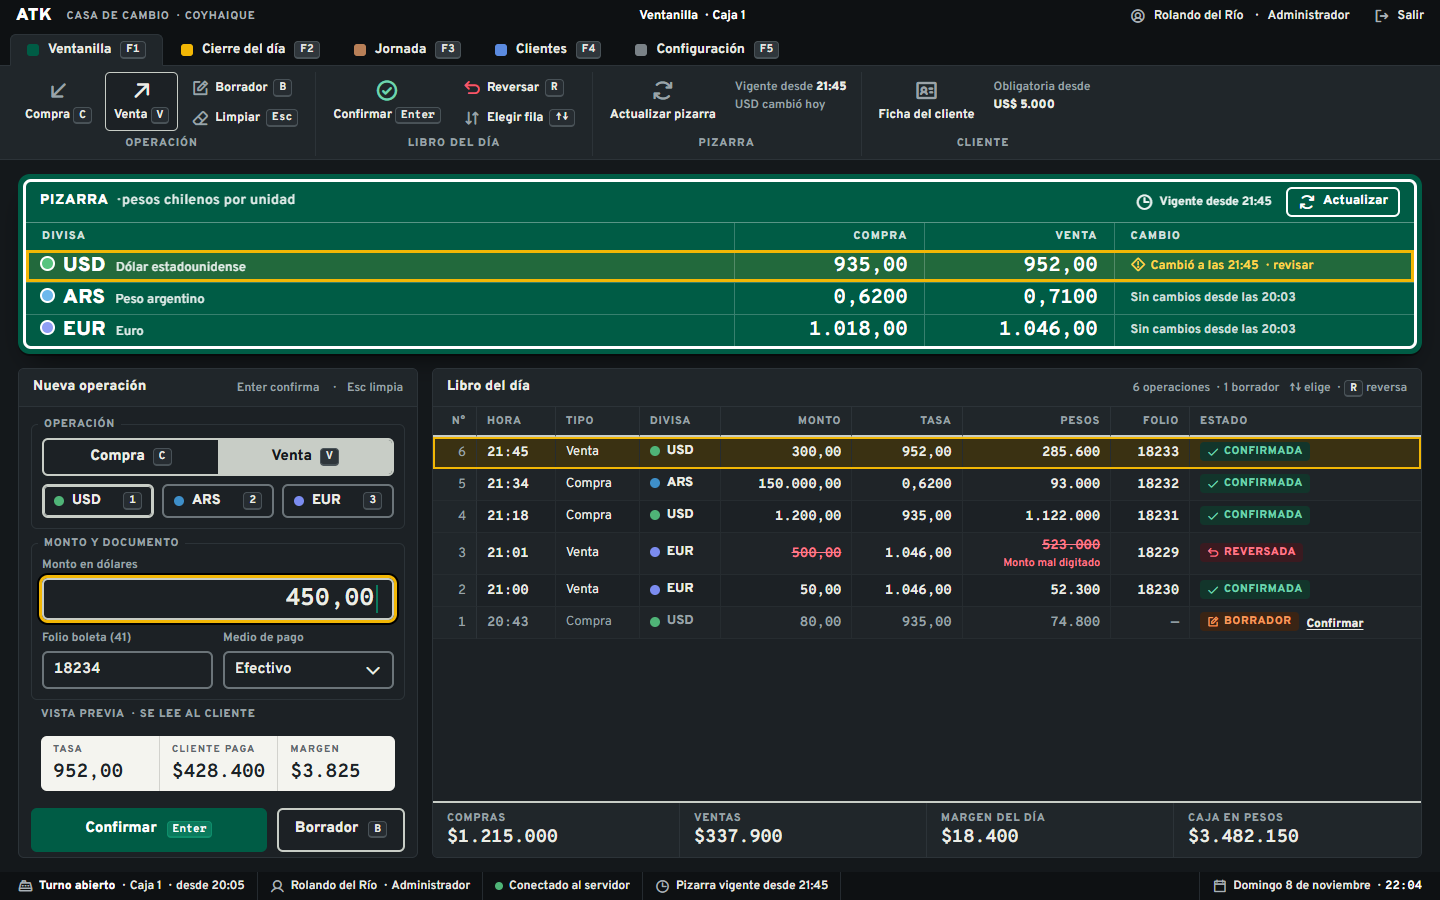 ATK CASA DE CAMBIO · COYHAIQUE
Ventanilla · Caja 1
Rolando del Río · Administrador
Salir
Ventanilla F1
Cierre del día F2
Jornada F3
Clientes F4
Configuración F5
Compra C
Venta V
Borrador B
Limpiar Esc
OPERACIÓN
Confirmar Enter
Reversar R
Elegir fila ↑↓
LIBRO DEL DÍA
Actualizar pizarra
Vigente desde 21:45
USD cambió hoy
PIZARRA
Ficha del cliente
Obligatoria desde
US$ 5.000
CLIENTE
PIZARRA ·pesos chilenos por unidad
Vigente desde 21:45
Actualizar
DIVISA COMPRA VENTA CAMBIO
USD Dólar estadounidense 935,00 952,00 Cambió a las 21:45 · revisar
ARS Peso argentino 0,6200 0,7100 Sin cambios desde las 20:03
EUR Euro 1.018,00 1.046,00 Sin cambios desde las 20:03
Nueva operación
Enter confirma · Esc limpia
OPERACIÓN
Compra C
Venta V
USD 1
ARS 2
EUR 3
MONTO Y DOCUMENTO
Monto en dólares
450,00
Folio boleta (41)
Medio de pago
18234
Efectivo
VISTA PREVIA · SE LEE AL CLIENTE
TASA CLIENTE PAGA MARGEN
952,00 $428.400 $3.825
Confirmar Enter
Borrador B
Libro del día
6 operaciones · 1 borrador ↑↓ elige · R reversa
N° HORA TIPO DIVISA MONTO TASA PESOS FOLIO ESTADO
6 21:45 Venta USD 300,00 952,00 285.600 18233 CONFIRMADA
5 21:34 Compra ARS 150.000,00 0,6200 93.000 18232 CONFIRMADA
4 21:18 Compra USD 1.200,00 935,00 1.122.000 18231 CONFIRMADA
3 21:01 Venta EUR 500,00 1.046,00 523.000 18229 REVERSADA
Monto mal digitado
2 21:00 Venta EUR 50,00 1.046,00 52.300 18230 CONFIRMADA
1 20:43 Compra USD 80,00 935,00 74.800 — BORRADOR Confirmar
COMPRAS VENTAS MARGEN DEL DÍA CAJA EN PESOS
$1.215.000 $337.900 $18.400 $3.482.150
Turno abierto · Caja 1 · desde 20:05
Rolando del Río · Administrador
Conectado al servidor
Pizarra vigente desde 21:45
Domingo 8 de noviembre · 22:04